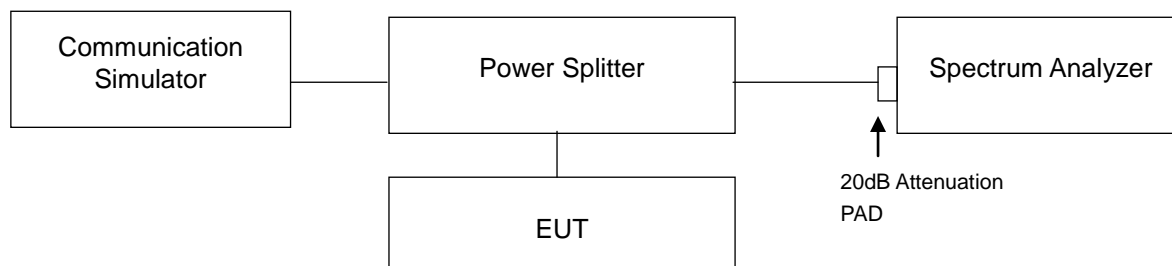 Communication
Simulator
Power Splitter
Spectrum Analyzer
20dB Attenuation
PAD
EUT